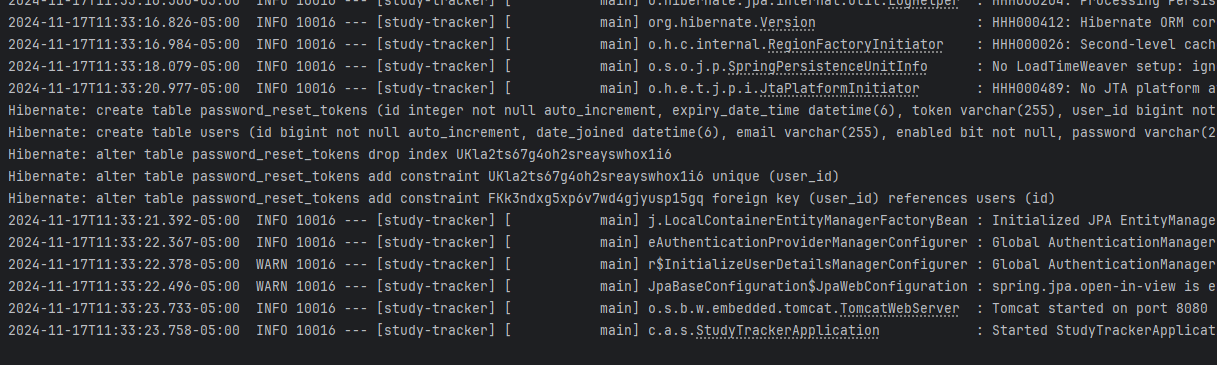 2024-11-17T11:33:16.500-05:00  INFO 10016 --- [study-tracker] [           main] o.hibernate.jpa.internal.util.LogHelper  : HHH000204: Processing Persis
2024-11-17T11:33:16.826-05:00  INFO 10016 --- [study-tracker] [           main] org.hibernate.Version                    : HHH000412: Hibernate ORM cor
2024-11-17T11:33:16.984-05:00  INFO 10016 --- [study-tracker] [           main] o.h.c.internal.RegionFactoryInitiator    : HHH000026: Second-level cach
2024-11-17T11:33:18.079-05:00  INFO 10016 --- [study-tracker] [           main] o.s.o.j.p.SpringPersistenceUnitInfo      : No LoadTimeWeaver setup: ign
2024-11-17T11:33:20.977-05:00  INFO 10016 --- [study-tracker] [           main] o.h.e.t.j.p.i.JtaPlatformInitiator       : HHH000489: No JTA platform a
Hibernate: create table password_reset_tokens (id integer not null auto_increment, expiry_date_time datetime(6), token varchar(255), user_id bigint not
Hibernate: create table users (id bigint not null auto_increment, date_joined datetime(6), email varchar(255), enabled bit not null, password varchar(2
Hibernate: alter table password_reset_tokens drop index UKla2ts67g4oh2sreayswhox1i6
Hibernate: alter table password_reset_tokens add constraint UKla2ts67g4oh2sreayswhox1i6 unique (user_id)
Hibernate: alter table password_reset_tokens add constraint FKk3ndxg5xp6v7wd4gjyusp15gq foreign key (user_id) references users (id)
2024-11-17T11:33:21.392-05:00  INFO 10016 --- [study-tracker] [           main] j.LocalContainerEntityManagerFactoryBean : Initialized JPA EntityManage
2024-11-17T11:33:22.367-05:00  INFO 10016 --- [study-tracker] [           main] eAuthenticationProviderManagerConfigurer : Global AuthenticationManager
2024-11-17T11:33:22.378-05:00  WARN 10016 --- [study-tracker] [           main] r$InitializeUserDetailsManagerConfigurer : Global AuthenticationManager
2024-11-17T11:33:22.496-05:00  WARN 10016 --- [study-tracker] [           main] JpaBaseConfiguration$JpaWebConfiguration : spring.jpa.open-in-view is e
2024-11-17T11:33:23.733-05:00  INFO 10016 --- [study-tracker] [           main] o.s.b.w.embedded.tomcat.TomcatWebServer  : Tomcat started on port 8080
2024-11-17T11:33:23.758-05:00  INFO 10016 --- [study-tracker] [           main] c.a.s.StudyTrackerApplication            : Started StudyTrackerApplicat